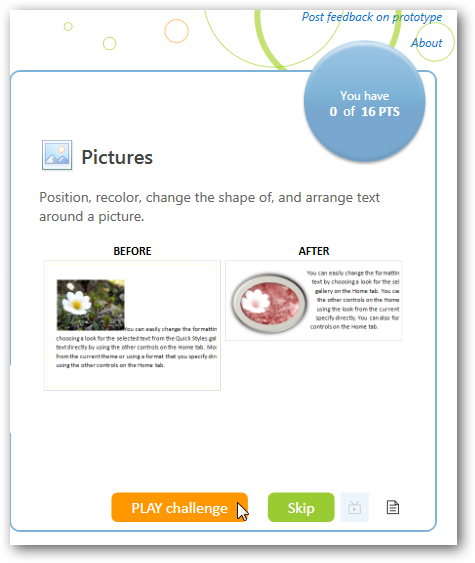 Post feedback on prototype
About
You have
0 of 16 PTS
Pictures
Position, recolor, change the shape of, and arrange text
around a picture.
BEFORE
AFTER
You can easily change the formattin
choosing a look for the selected text from the Quick Styles gal
text directly by using the other controls on the Home tab. Mos
from the current theme or using a format that you specify din
using the other controls on the Home tab.
You can easily change the formattin
text by choosing a look for the sel
gallery on the Home tab. You ca
the other controls on the Home
using the look from the current
specify directly. You can also for
controls on the Home tab.
PLAY challenge
Skip